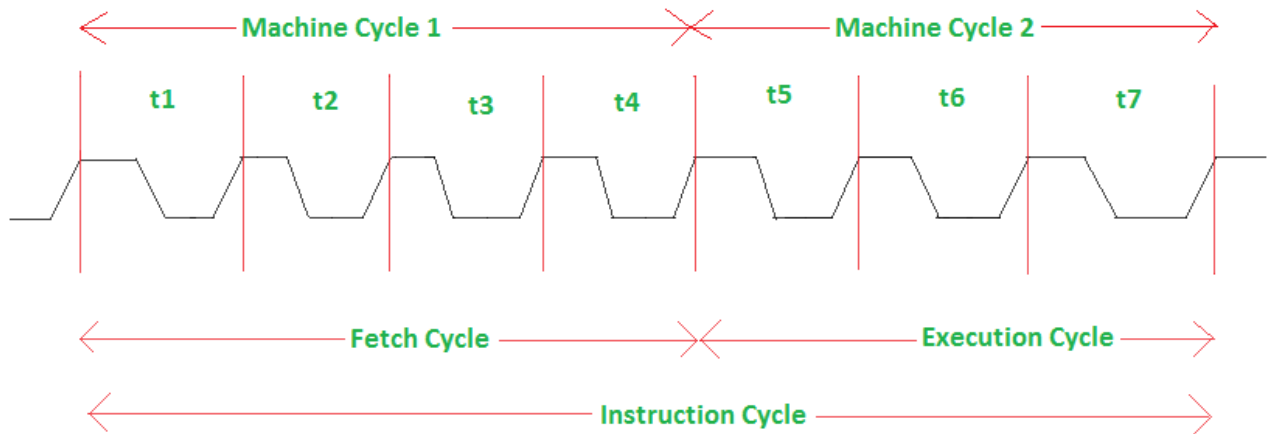 Machine Cycle 1 Machine Cycle 2
t1 t2 t3 t4 t5 t6 t7
Fetch Cycle Execution Cycle
Instruction Cycle